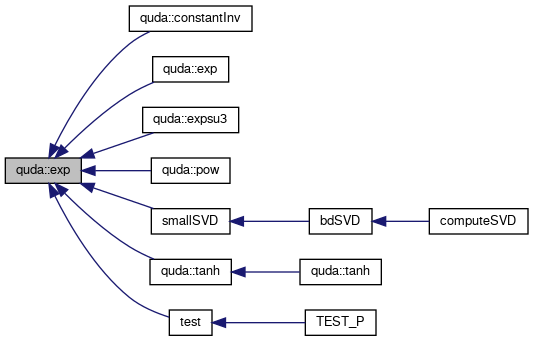 quda::constantInv
quda::exp
quda::expsu3
quda::exp
quda::pow
smallSVD
bdSVD
computeSVD
quda::tanh
quda::tanh
test
TEST_P